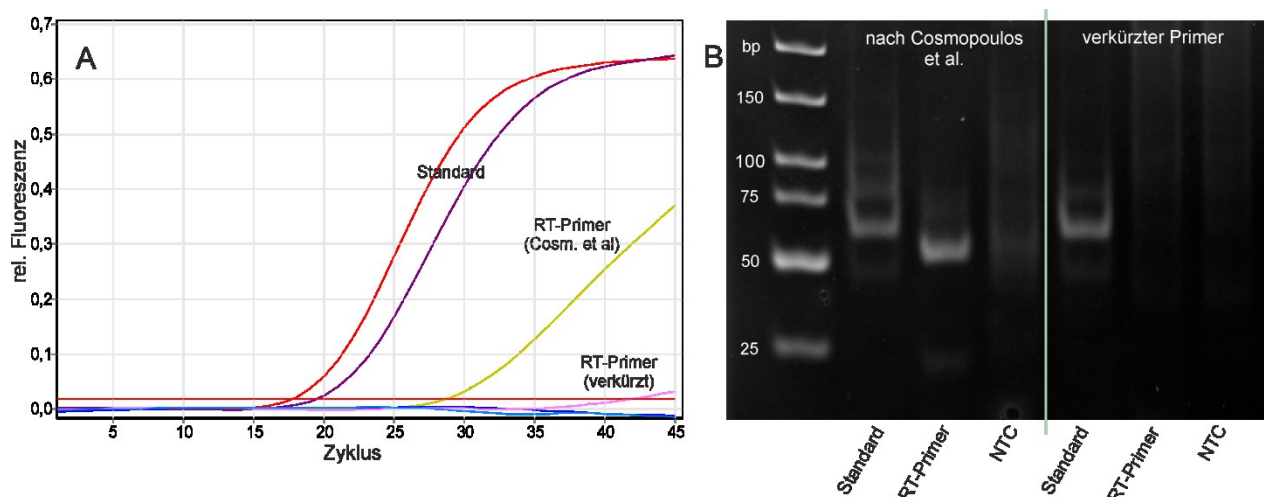 A
0,7
0,6
0,5
0,4
0,3
0,2
0,1
0,0
rel. Fluoreszenz
5
10
15
20
25
30
35
40
45
Zyklus
Standard
RT-Primer
(Cosm. et al)
RT-Primer
(verkürzt)
B
bp
150
100
75
50
25
nach Cosmopoulos
et al.
verkürzter Primer
Standard
RT-Primer
NTC
Standard
RT-Primer
NTC